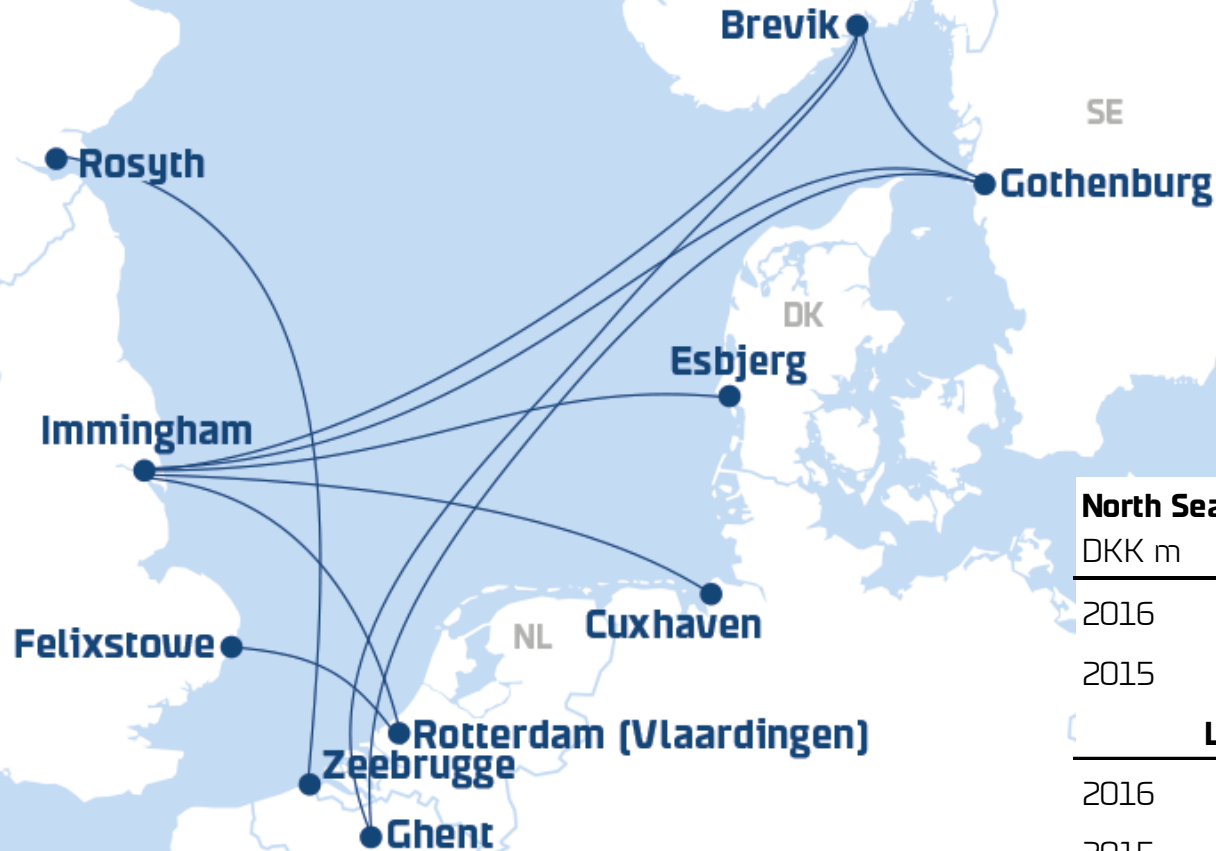 Brevik
SE
Rosyth
Gothenburg
DK
Esbjerg
Immingham
North Sea
DKK m
2016
2015
Cuxhaven
NL
Felixstowe
Rotterdam (Vlaardingen)
Zeebrugge
2016
Ghent
2015